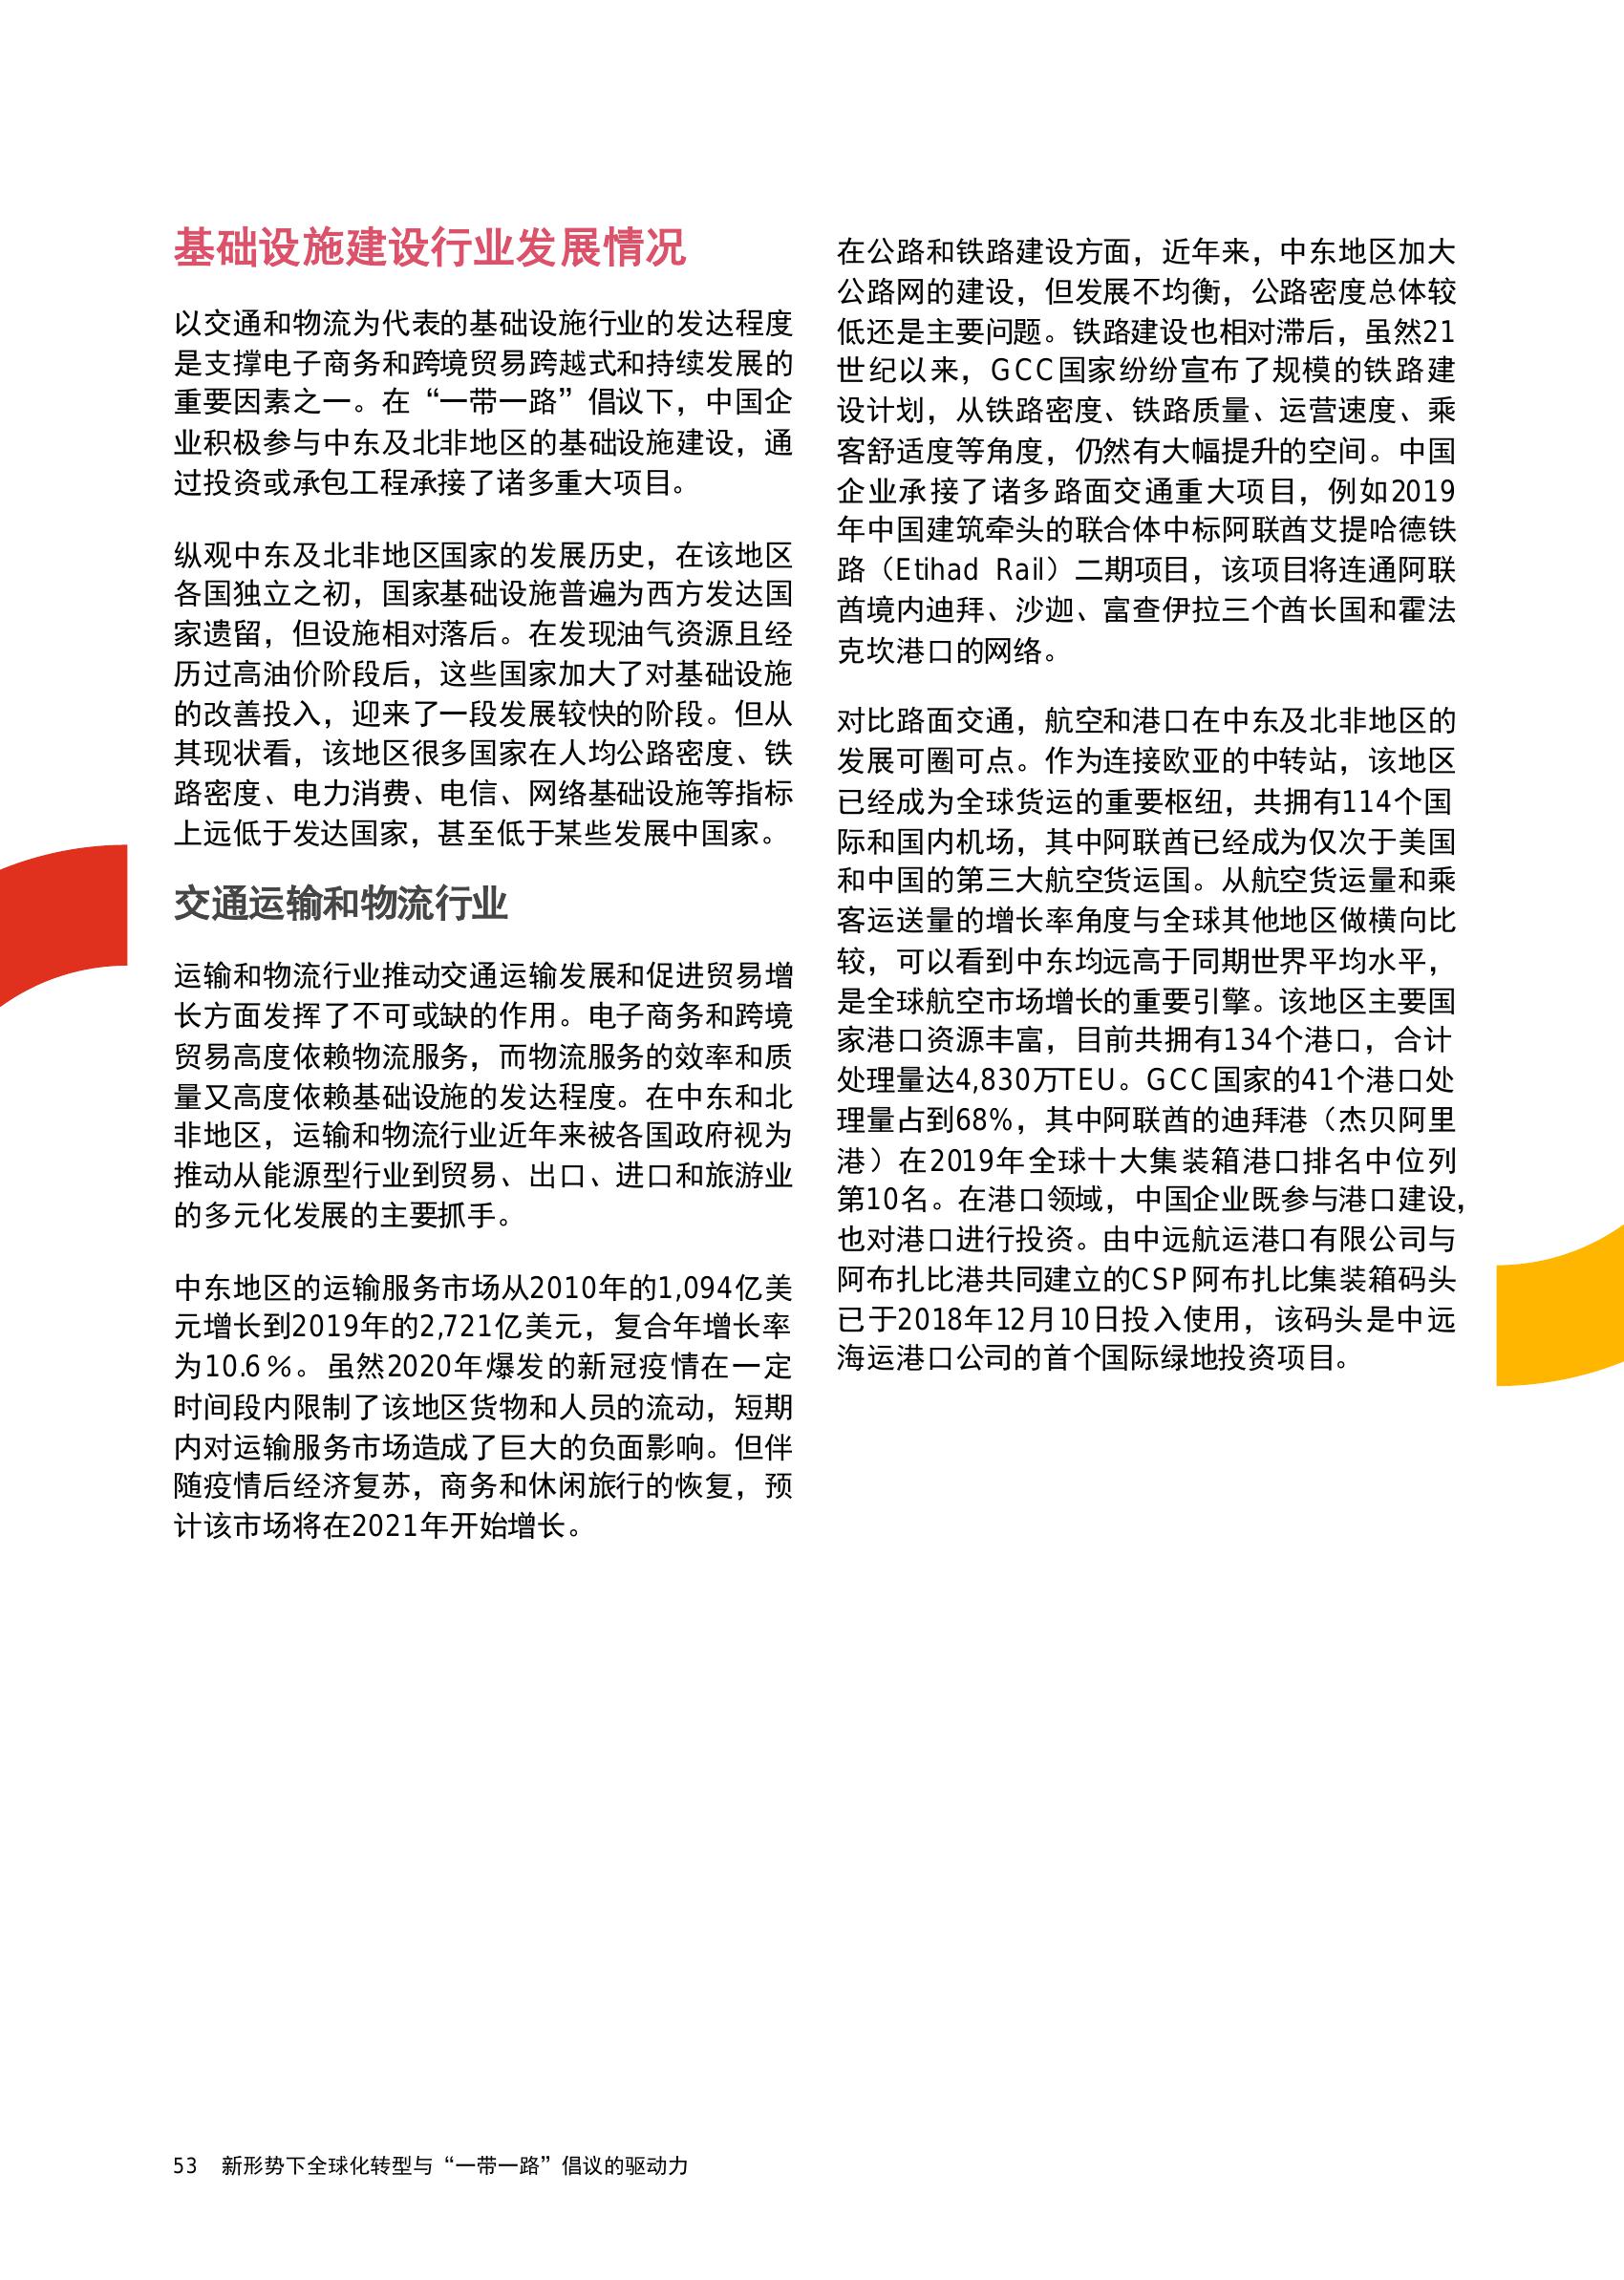 基础设施建设行业发展情况
以交通和物流为代表的基础设施行业的发达程度
是支撑电子商务和跨境贸易跨越式和持续发展的
重要因素之一。在“一带一路”倡议下，中国企
业积极参与中东及北非地区的基础设施建设，通
过投资或承包工程承接了诸多重大项目。
纵观中东及北非地区国家的发展历史，在该地区
各国独立之初，国家基础设施普遍为西方发达国
家遗留，但设施相对落后。在发现油气资源且经
历过高油价阶段后，这些国家加大了对基础设施
的改善投入，迎来了一段发展较快的阶段。但从
其现状看，该地区很多国家在人均公路密度、铁
路密度、电力消费、电信、网络基础设施等指标
上远低于发达国家，甚至低于某些发展中国家。
交通运输和物流行业
运输和物流行业推动交通运输发展和促进贸易增
长方面发挥了不可或缺的作用。电子商务和跨境
贸易高度依赖物流服务，而物流服务的效率和质
量又高度依赖基础设施的发达程度。在中东和北
非地区，运输和物流行业近年来被各国政府视为
推动从能源型行业到贸易、出口、进口和旅游业
的多元化发展的主要抓手。
中东地区的运输服务市场从2010年的1,094亿美
元增长到2019年的2,721亿美元，复合年增长率
为10.6％。虽然2020年爆发的新冠疫情在一定
时间段内限制了该地区货物和人员的流动，短期
内对运输服务市场造成了巨大的负面影响。但伴
随疫情后经济复苏，商务和休闲旅行的恢复，预
计该市场将在2021年开始增长。
在公路和铁路建设方面，近年来，中东地区加大
公路网的建设，但发展不均衡，公路密度总体较
低还是主要问题。铁路建设也相对滞后，虽然21
世纪以来，GCC国家纷纷宣布了规模的铁路建
设计划，从铁路密度、铁路质量、运营速度、乘
客舒适度等角度，仍然有大幅提升的空间。中国
企业承接了诸多路面交通重大项目，例如2019
年中国建筑牵头的联合体中标阿联酋艾提哈德铁
路（Etihad Rail）二期项目，该项目将连通阿联
酋境内迪拜、沙迦、富查伊拉三个酋长国和霍法
克坎港口的网络。
对比路面交通，航空和港口在中东及北非地区的
发展可圈可点。作为连接欧亚的中转站，该地区
已经成为全球货运的重要枢纽，共拥有114个国
际和国内机场，其中阿联酋已经成为仅次于美国
和中国的第三大航空货运国。从航空货运量和乘
客运送量的增长率角度与全球其他地区做横向比
较，可以看到中东均远高于同期世界平均水平，
是全球航空市场增长的重要引擎。该地区主要国
家港口资源丰富，目前共拥有134个港口，合计
处理量达4,830万TEU。GCC国家的41个港口处
理量占到68%，其中阿联酋的迪拜港（杰贝阿里
港）在2019年全球十大集装箱港口排名中位列
第10名。在港口领域，中国企业既参与港口建设，
也对港口进行投资。由中远航运港口有限公司与
阿布扎比港共同建立的CSP阿布扎比集装箱码头
已于2018年12月10日投入使用，该码头是中远
海运港口公司的首个国际绿地投资项目。
53 新形势下全球化转型与“一带一路”倡议的驱动力